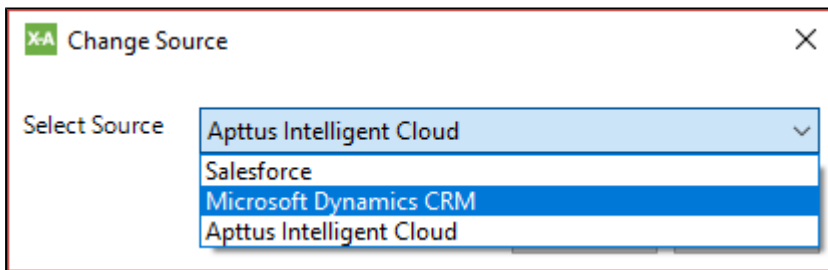 X-A Change Source
Select Source Apttus Intelligent Cloud
Salesforce
Microsoft Dynamics CRM
Apttus Intelligent Cloud